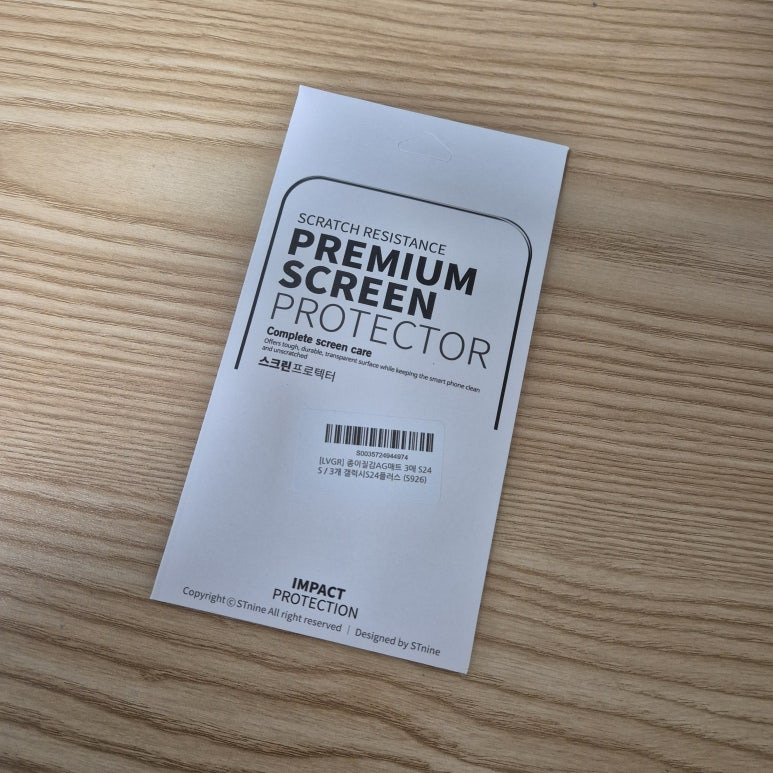 SCRATCH RESISTANCE
PREMIUM
SCREEN
PROTECTOR
Complete screen care
Offers tough, durable, transparent surface while keeping the smart phone clean
and unscratched
스크린프로텍터
S0035724944974
[LVGR] 종이질감AG매트 3매 S24
S / 3개 갤럭시S24플러스 (S926)
IMPACT
PROTECTION
Copyright ⓒ STnine All right reserved | Designed by STnine